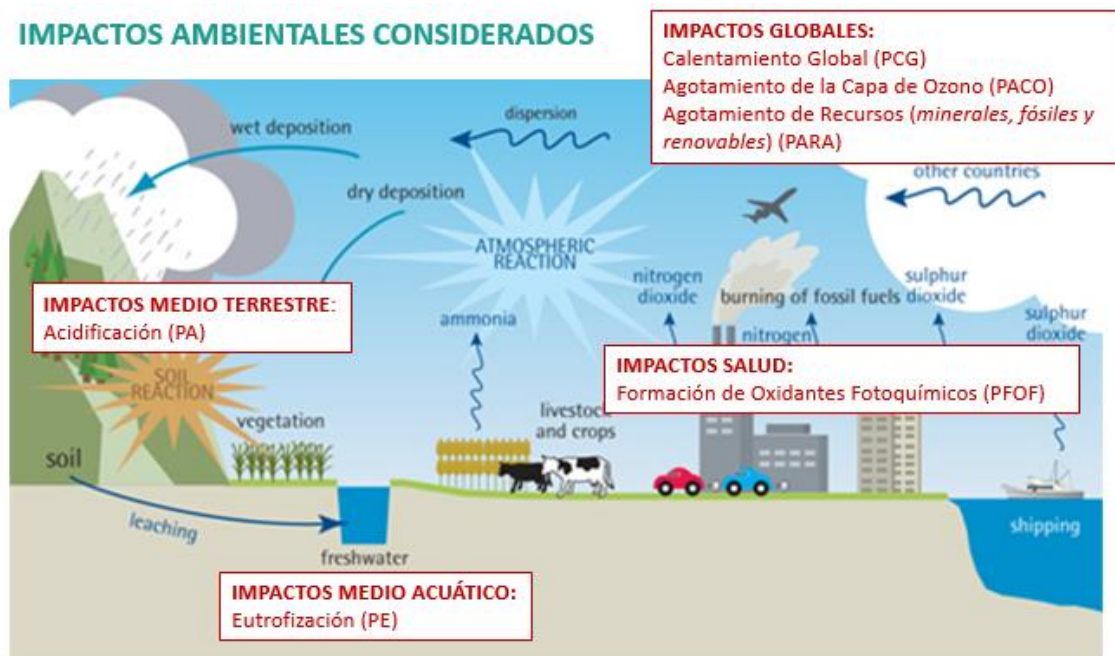 IMPACTOS AMBIENTALES CONSIDERADOS
IMPACTOS GLOBALES:
Calentamiento Global (PCG)
Agotamiento de la Capa de Ozono (PACO)
Agotamiento de Recursos (minerales, fósiles y
renovables) (PARA)
wet deposition
dispersion
other countries
dry deposition
ATMOSPHERIC
REACTION
nitrogen
dioxide
burning of fossil fuels
sulphur
dioxide
IMPACTOS MEDIO TERRESTRE:
Acidificación (PA)
ammonia
nitrogen
sulphur
dioxide
IMPACTOS SALUD:
Formación de Oxidantes Fotoquímicos (PFOF)
SOIL
REACTION
vegetation
livestock
and crops
soil
leaching
freshwater
shipping
IMPACTOS MEDIO ACUÁTICO:
Eutrofización (PE)